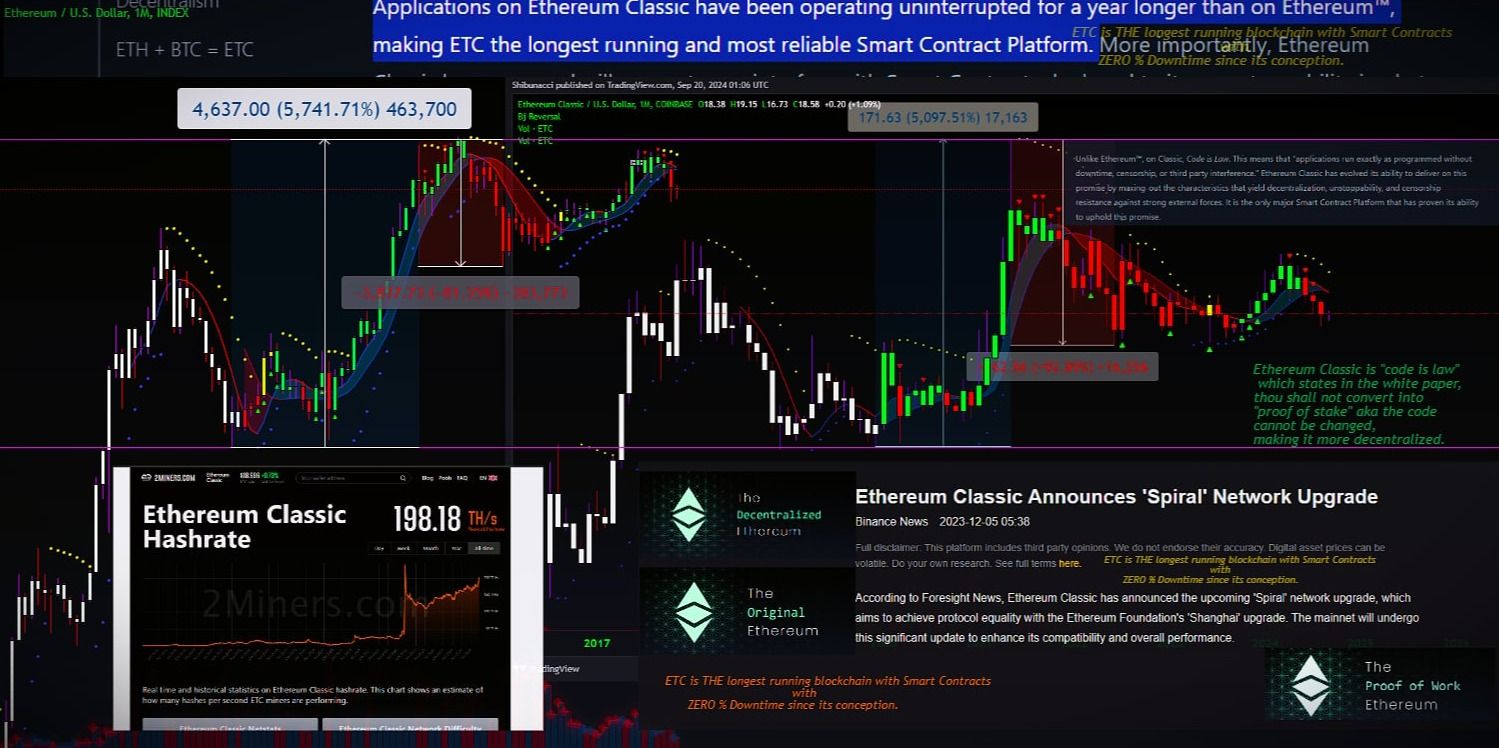 Decentralism
Ethereum / U.S. Dollar, 1M, INDEX
ETH + BTC = ETC
Applications on Ethereum Classic have been operating uninterrupted for a year longer than on Ethereum™,
making ETC the longest running and most reliable Smart Contract Platform. More importantly, Ethereum
ETC is THE longest running blockchain with Smart Contracts
with
ZERO % Downtime since its conception.
Shibunacci published on TradingView.com, Sep 20, 2024 01:06 UTC
Ethereum Classic / U.S. Dollar, 1M, COINBASE O18.38 H19.15 L16.73 C18.58 +0.20 (+1.09%)
Bj Reversal
Vol · ETC
Vol · ETC
4,637.00 (5,741.71%) 463,700
171.63 (5,097.51%) 17,163
Unlike Ethereum™, on Classic, Code is Law. This means that "applications run exactly as programmed without
downtime, censorship, or third party interference." Ethereum Classic has evolved its ability to deliver on this
promise by making-out the characteristics that yield decentralization, unstoppability, and censorship
resistance against strong external forces. It is the only major Smart Contract Platform that has proven its ability
to uphold this promise.
Ethereum Classic is "code is law"
which states in the white paper,
thou shall not convert into
"proof of stake" aka the code
cannot be changed,
making it more decentralized.
2MINERS.COM
Ethereum
Classic
Blog Pools FAQ EN
Ethereum Classic
Hashrate
198.18 TH/s
Day Week Month Year All time
2Miners.com
Real time and historical statistics on Ethereum Classic hashrate. This chart shows an estimate of
how many hashes per second ETC miners are performing.
Ethereum Classic Netstats
Ethereum Classic Network Difficulty
2017
TradingView
The
Decentralized
Ethereum
The
Original
Ethereum
Ethereum Classic Announces 'Spiral' Network Upgrade
Binance News 2023-12-05 05:38
Full disclaimer: This platform includes third party opinions. We do not endorse their accuracy. Digital asset prices can be
volatile. Do your own research. See full terms here.
ETC is THE longest running blockchain with Smart Contracts
with
ZERO % Downtime since its conception.
According to Foresight News, Ethereum Classic has announced the upcoming 'Spiral' network upgrade, which
aims to achieve protocol equality with the Ethereum Foundation's 'Shanghai' upgrade. The mainnet will undergo
this significant update to enhance its compatibility and overall performance.
2024 2025
ETC is THE longest running blockchain with Smart Contracts
with
ZERO % Downtime since its conception.
The
Proof of Work
Ethereum